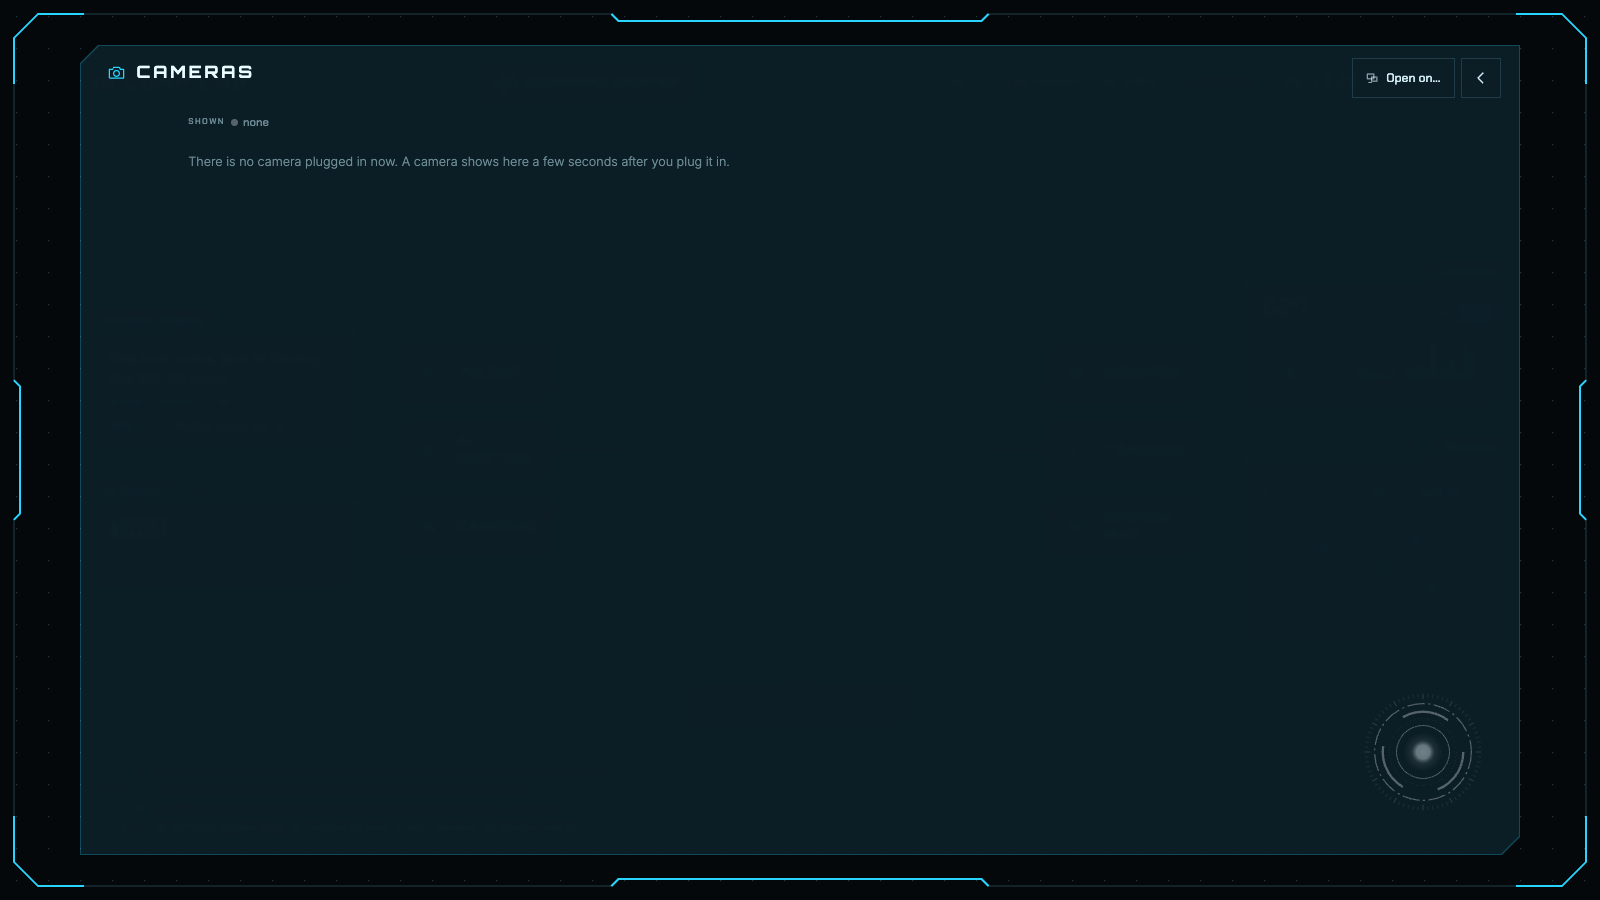 CAMERAS
Open on...
SHOWN none
There is no camera plugged in now. A camera shows here a few seconds after you plug it in.